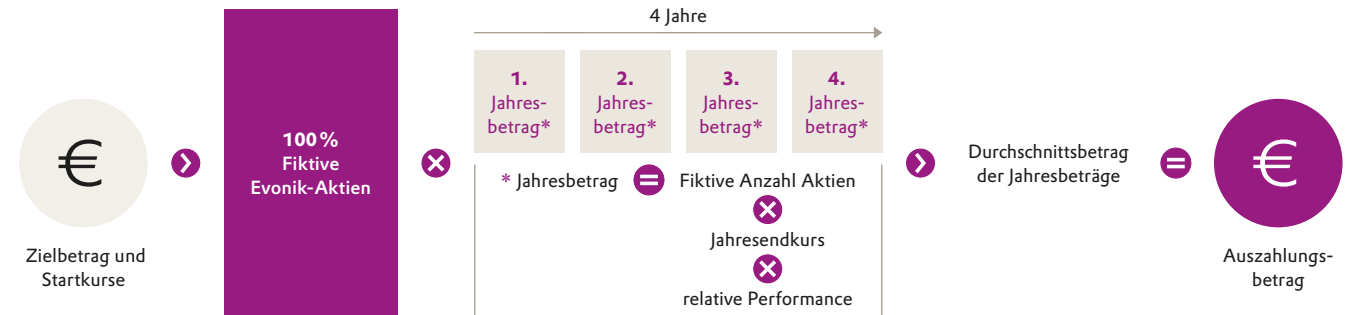 4 Jahre
€
Zielbetrag und
Startkurse
100 %
Fiktive
Evonik-Aktien
1.
Jahres-
betrag*
2.
Jahres-
betrag*
3.
Jahres-
betrag*
4.
Jahres-
betrag*
* Jahresbetrag = Fiktive Anzahl Aktien
×
Jahresendkurs
×
relative Performance
Durchschnittsbetrag
der Jahresbeträge
=
€
Auszahlungs-
betrag